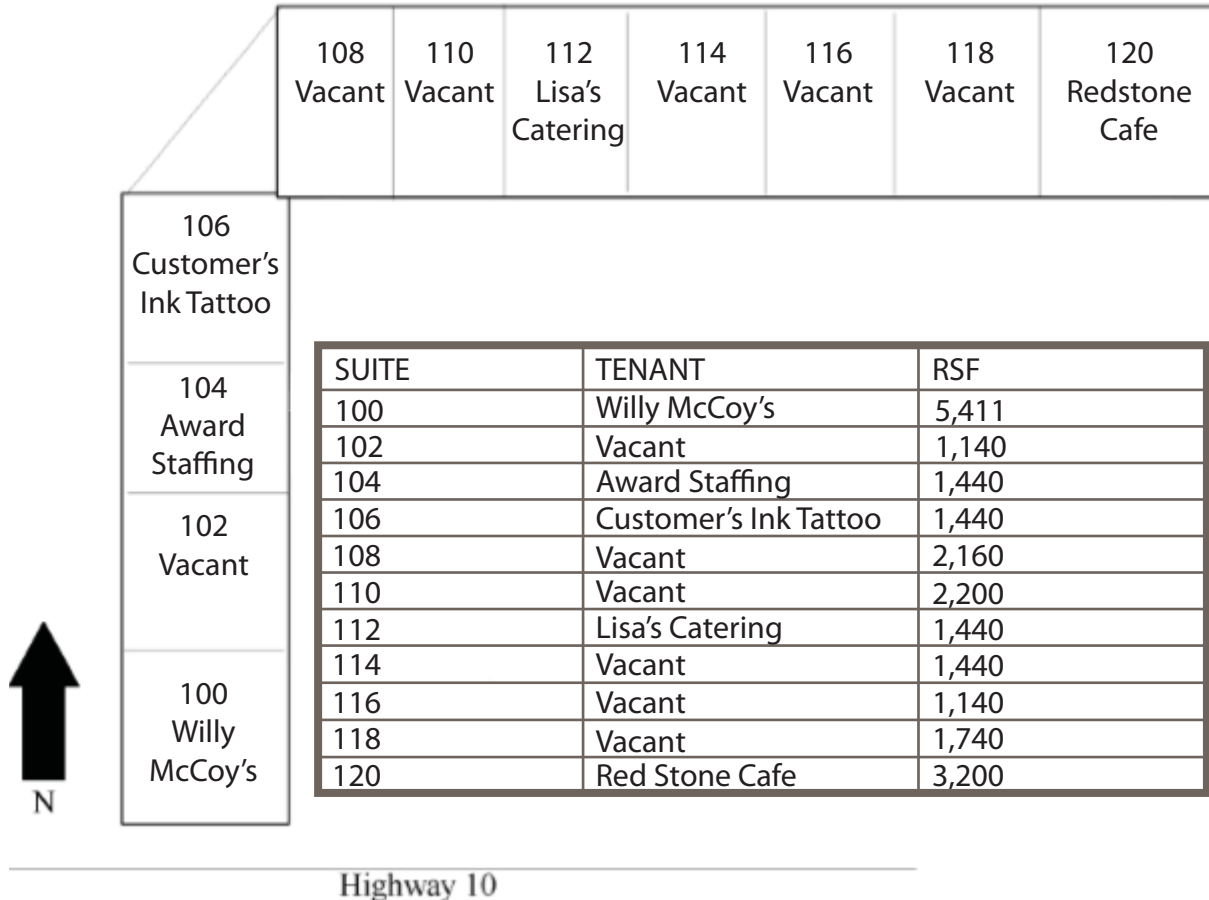 108
Vacant
110
Vacant
112
Lisa's
Catering
114
Vacant
116
Vacant
118
Vacant
120
Redstone
Cafe
106
Customer's
Ink Tattoo
104
Award
Staffing
102
Vacant
100
Willy
McCoy's
N
SUITE TENANT RSF
100 Willy McCoy's 5,411
102 Vacant 1,140
104 Award Staffing 1,440
106 Customer's Ink Tattoo 1,440
108 Vacant 2,160
110 Vacant 2,200
112 Lisa's Catering 1,440
114 Vacant 1,440
116 Vacant 1,140
118 Vacant 1,740
120 Red Stone Cafe 3,200
Highway 10